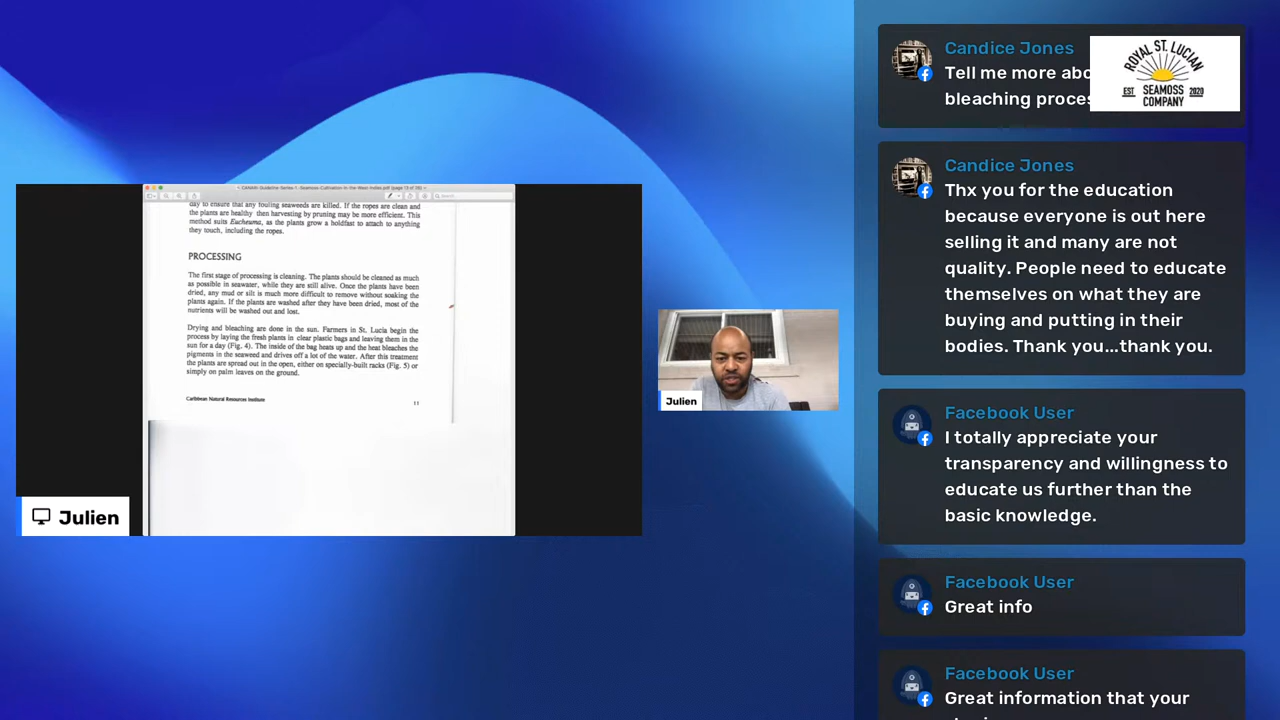 CANARI Guideline Series 1. Seamoss Cultivation in the West Indies.pdf (page 13 of
day to ensure that any fouling seaweeds are killed. If the ropes are clean and
the plants are healthy then harvesting by pruning may be more efficient. This
method suits Eucheuma, as the plants grow a holdfast to attach to anything
they touch, including the ropes.
PROCESSING
The first stage of processing is cleaning. The plants should be cleaned as much
as possible in seawater, while they are still alive. Once the plants have been
dried, any mud or silt is much more difficult to remove without soaking the
plants again. If the plants are washed after they have been dried, most of the
nutrients will be washed out and lost.
Drying and bleaching are done in the sun. Farmers in St. Lucia begin the
process by laying the fresh plants in clear plastic bags and leaving them in the
sun for a day (Fig. 4). The inside of the bag heats up and the heat bleaches the
pigments in the seaweed and drives off a lot of the water. After this treatment
the plants are spread out in the open, either on specially-built racks (Fig. 5) or
simply on palm leaves on the ground.
Caribbean Natural Resources Institute
11
Julien
Julien
Candice Jones
Tell me more abo
bleaching proces
ROYAL ST. LUCIAN
EST SEAMOSS 2020
COMPANY
Candice Jones
Thx you for the education
because everyone is out here
selling it and many are not
quality. People need to educate
themselves on what they are
buying and putting in their
bodies. Thank you...thank you.
Facebook User
I totally appreciate your
transparency and willingness to
educate us further than the
basic knowledge.
Facebook User
Great info
Facebook User
Great information that your